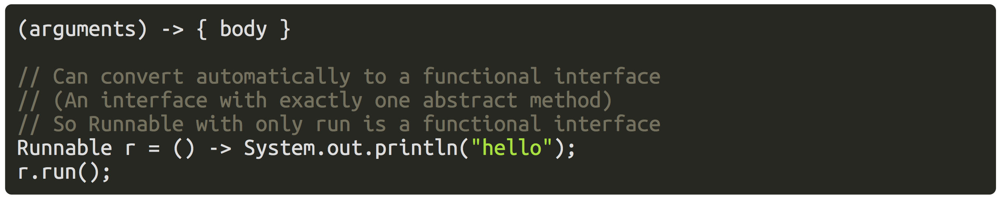 (arguments) -> { body }
// Can convert automatically to a functional interface
// (An interface with exactly one abstract method)
// So Runnable with only run is a functional interface
Runnable r = () -> System.out.println("hello");
r.run();